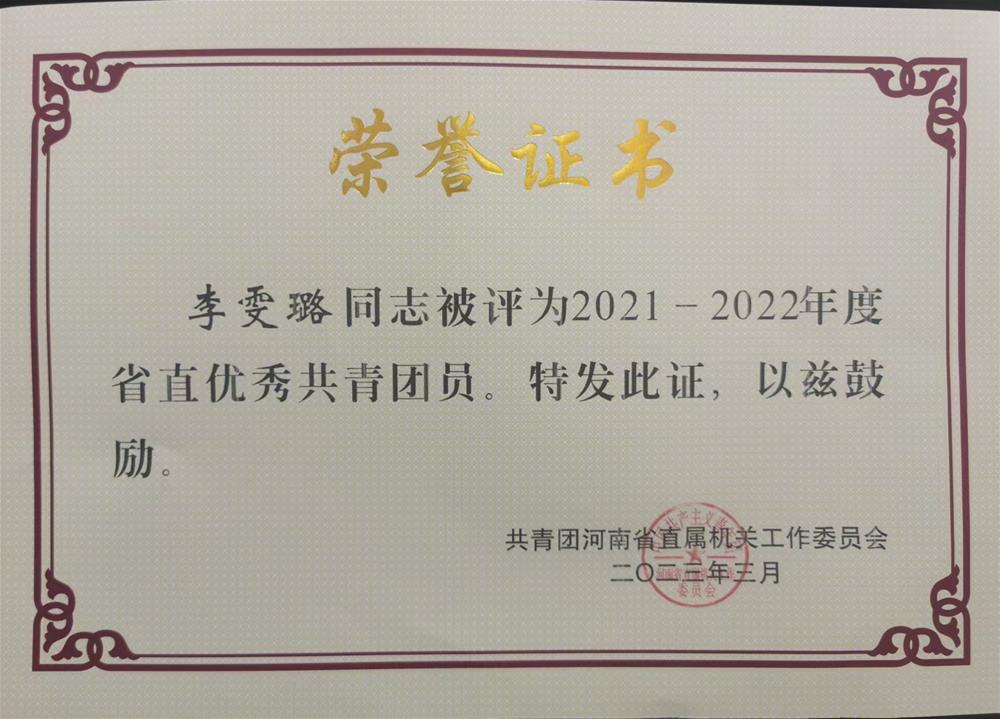 荣誉证书
李雯璐同志被评为2021－2022年度
省直优秀共青团员。特发此证，以兹鼓
励。
共青团河南省直属机关工作委员会
二〇二三年三月
委员会